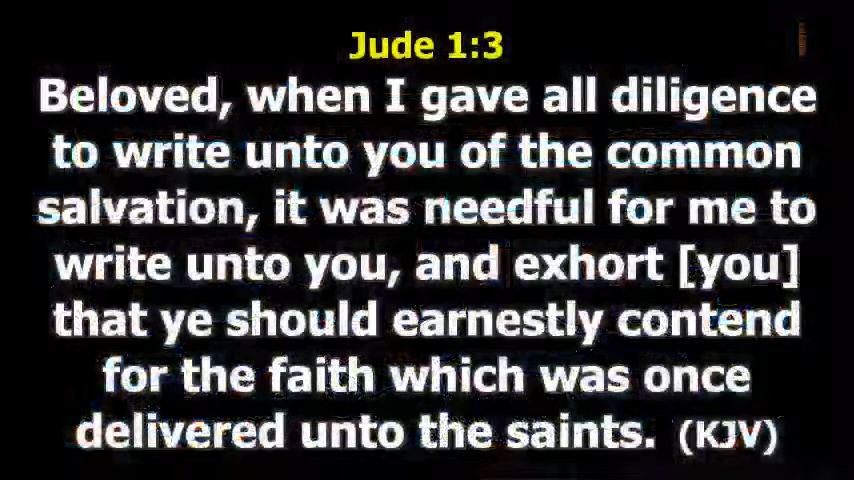 Jude 1:3
Beloved, when I gave all diligence
to write unto you of the common
salvation, it was needful for me to
write unto you, and exhort [you]
that ye should earnestly contend
for the faith which was once
delivered unto the saints. (KJV)